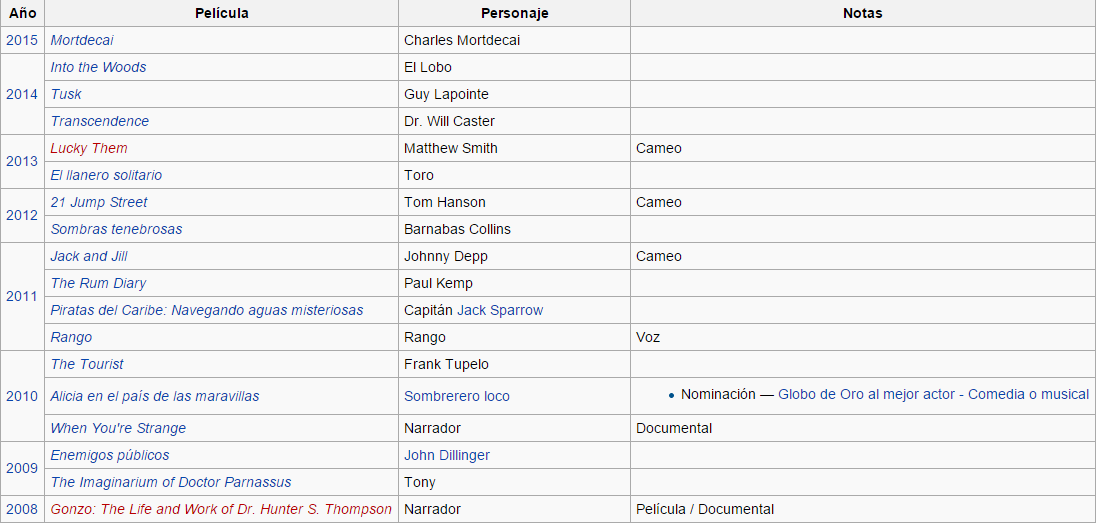 Año Película Personaje Notas
2015 Mortdecai Charles Mortdecai
2014 Into the Woods El Lobo
Tusk Guy Lapointe
Transcendence Dr. Will Caster
2013 Lucky Them Matthew Smith Cameo
El llanero solitario Toro
2012 21 Jump Street Tom Hanson Cameo
Sombras tenebrosas Barnabas Collins
2011 Jack and Jill Johnny Depp Cameo
The Rum Diary Paul Kemp
Piratas del Caribe: Navegando aguas misteriosas Capitán Jack Sparrow
Rango Rango Voz
2010 The Tourist Frank Tupelo
Alicia en el país de las maravillas Sombrerero loco • Nominación — Globo de Oro al mejor actor - Comedia o musical
When You're Strange Narrador Documental
2009 Enemigos públicos John Dillinger
The Imaginarium of Doctor Parnassus Tony
2008 Gonzo: The Life and Work of Dr. Hunter S. Thompson Narrador Película / Documental